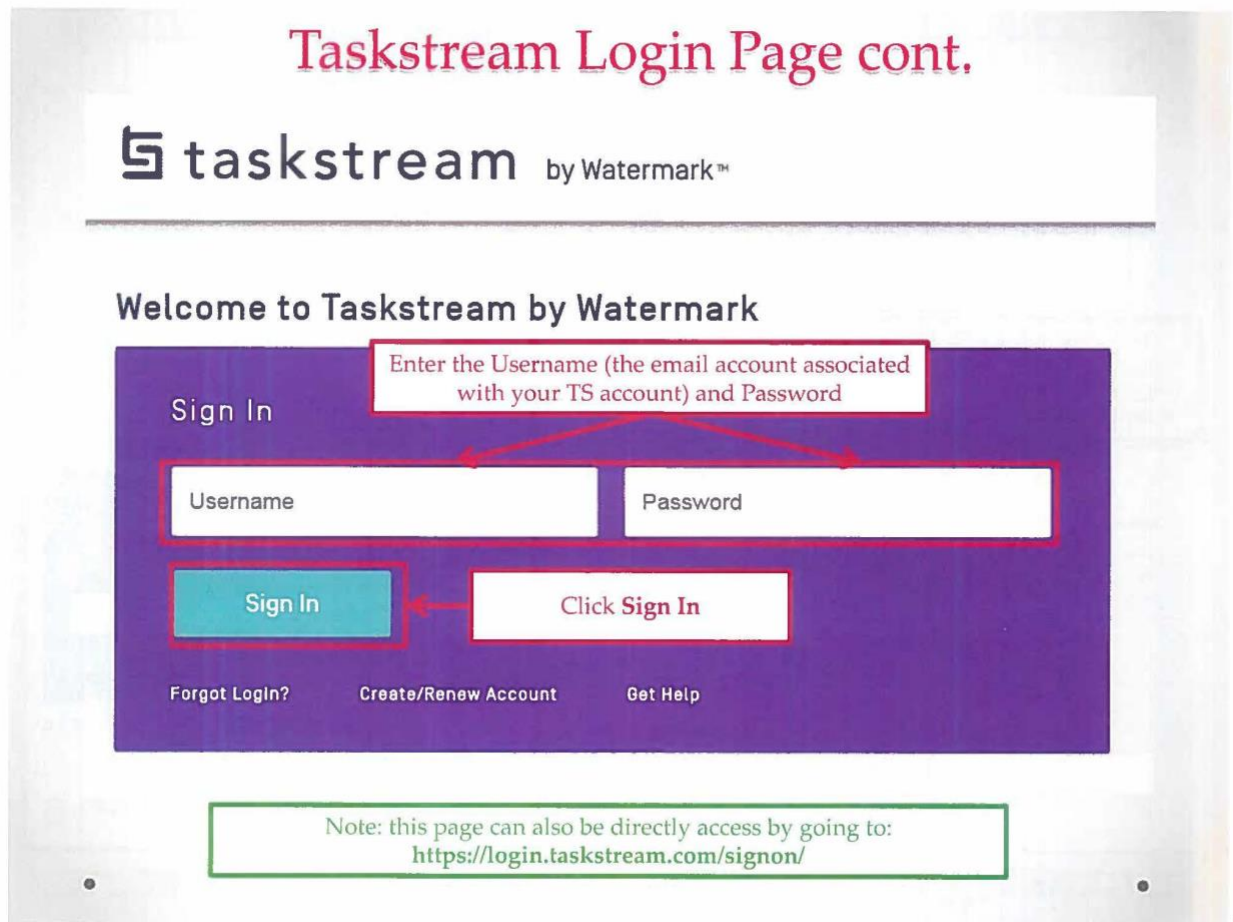 Taskstream Login Page cont.
taskstream by Watermark™
Welcome to Taskstream by Watermark
Enter the Username (the email account associated
with your TS account) and Password
Sign In
Username Password
Sign In Click Sign In
Forgot Login? Create/Renew Account Get Help
Note: this page can also be directly access by going to:
https://login.taskstream.com/signon/